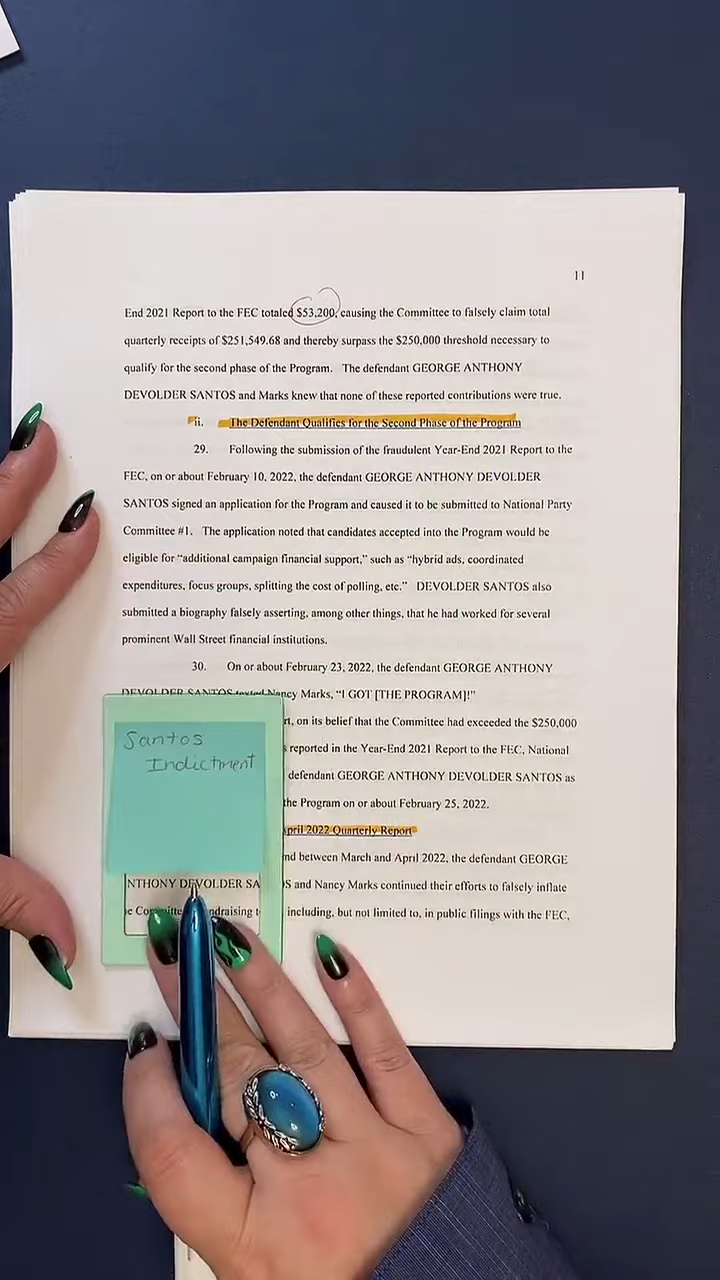 11
End 2021 Report to the FEC totaled $53,200, causing the Committee to falsely claim total
quarterly receipts of $251,549.68 and thereby surpass the $250,000 threshold necessary to
qualify for the second phase of the Program. The defendant GEORGE ANTHONY
DEVOLDER SANTOS and Marks knew that none of these reported contributions were true.
ii. The Defendant Qualifies for the Second Phase of the Program
29. Following the submission of the fraudulent Year-End 2021 Report to the
FEC, on or about February 10, 2022, the defendant GEORGE ANTHONY DEVOLDER
SANTOS signed an application for the Program and caused it to be submitted to National Party
Committee #1. The application noted that candidates accepted into the Program would be
eligible for “additional campaign financial support,” such as “hybrid ads, coordinated
expenditures, focus groups, splitting the cost of polling, etc.” DEVOLDER SANTOS also
submitted a biography falsely asserting, among other things, that he had worked for several
prominent Wall Street financial institutions.
30. On or about February 23, 2022, the defendant GEORGE ANTHONY
DEVOLDER SANTOS texted Nancy Marks, “I GOT [THE PROGRAM]!”
on its belief that the Committee had exceeded the $250,000
reported in the Year-End 2021 Report to the FEC, National
defendant GEORGE ANTHONY DEVOLDER SANTOS as
the Program on or about February 25, 2022.
April 2022 Quarterly Report
between March and April 2022, the defendant GEORGE
DEVOLDER and Nancy Marks continued their efforts to falsely inflate
including, but not limited to, in public filings with the FEC,
Santos
Indictment